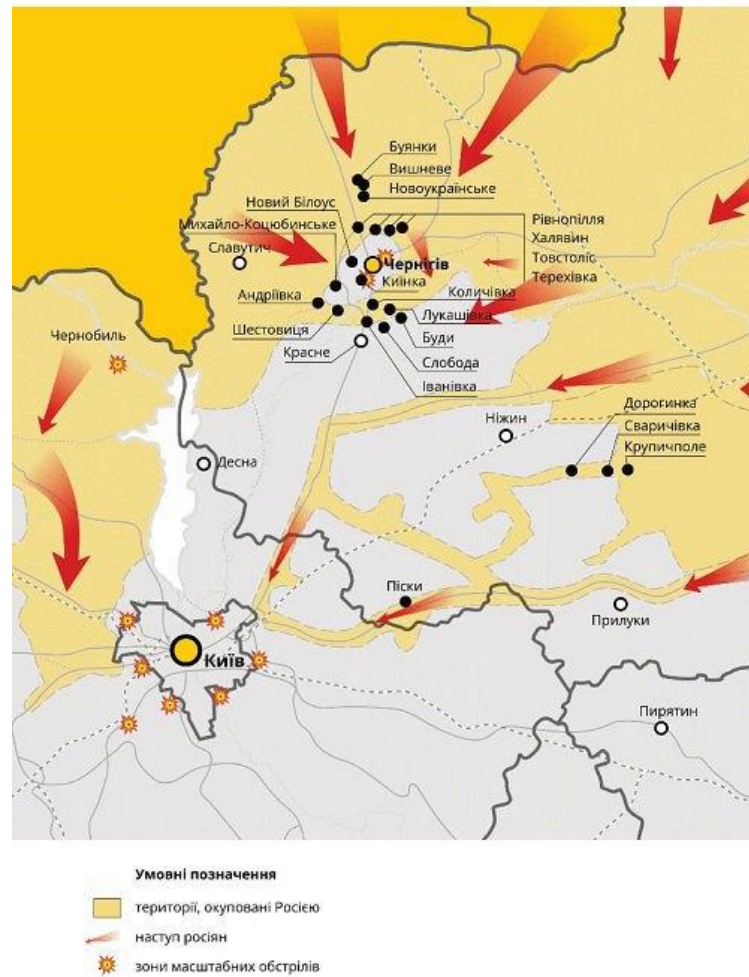 Буянки
Вишневе
Новоукраїнське
Новий Білоус
Михайло-Коцюбинське
Славутич
Рівнопілля
Халявин
Товстоліс
Терехівка
Чернігів
Киїнка
Количівка
Андріївка
Лукашівка
Шестовиця
Буди
Чернобиль
Красне
Слобода
Іванівка
Дорогинка
Ніжин
Сваричівка
Крупичполе
Десна
Піски
Прилуки
Київ
Пирятин
Умовні позначення
території, окуповані Росією
наступ росіян
зони масштабних обстрілів